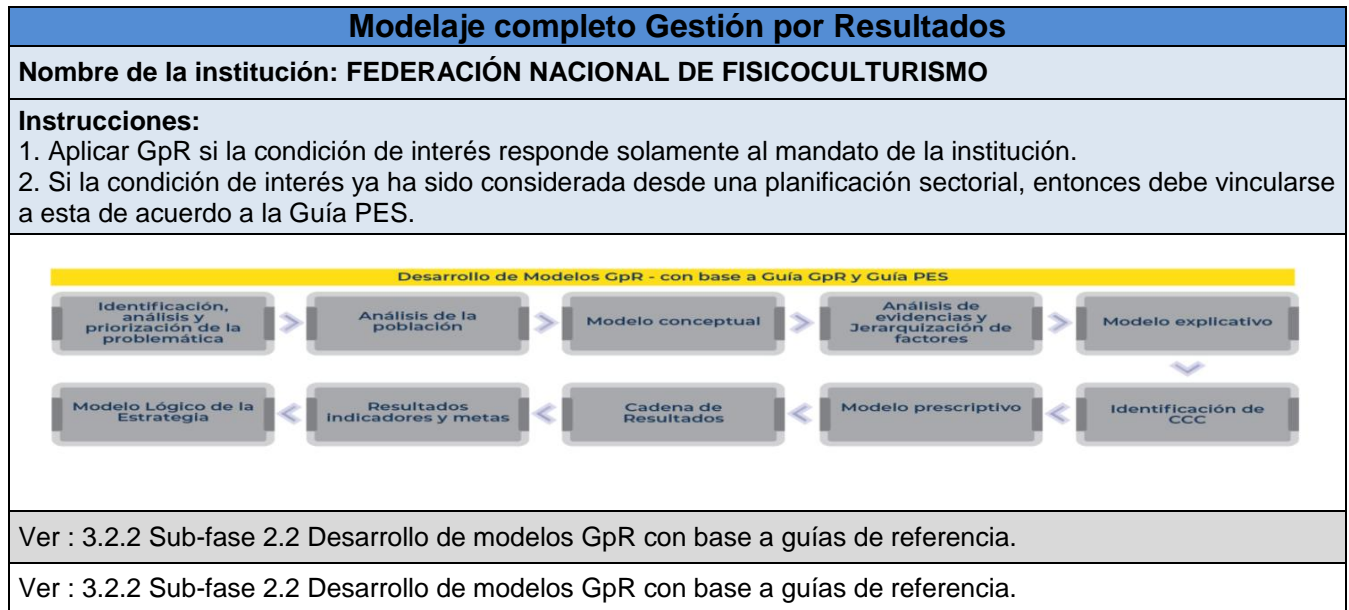 Modelaje completo Gestión por Resultados
Nombre de la institución: FEDERACIÓN NACIONAL DE FISICOCULTURISMO
Instrucciones:
1. Aplicar GpR si la condición de interés responde solamente al mandato de la institución.
2. Si la condición de interés ya ha sido considerada desde una planificación sectorial, entonces debe vincularse
a esta de acuerdo a la Guía PES.
Desarrollo de Modelos GpR - con base a Guía GpR y Guía PES
Identificación,
análisis y
priorización de la
problemática
Análisis de la
población
Modelo conceptual
Análisis de
evidencias y
Jerarquización de
factores
Modelo explicativo
Identificación de
CCC
Modelo prescriptivo
Cadena de
Resultados
Resultados
indicadores y metas
Modelo Lógico de la
Estrategia
Ver : 3.2.2 Sub-fase 2.2 Desarrollo de modelos GpR con base a guías de referencia.
Ver : 3.2.2 Sub-fase 2.2 Desarrollo de modelos GpR con base a guías de referencia.